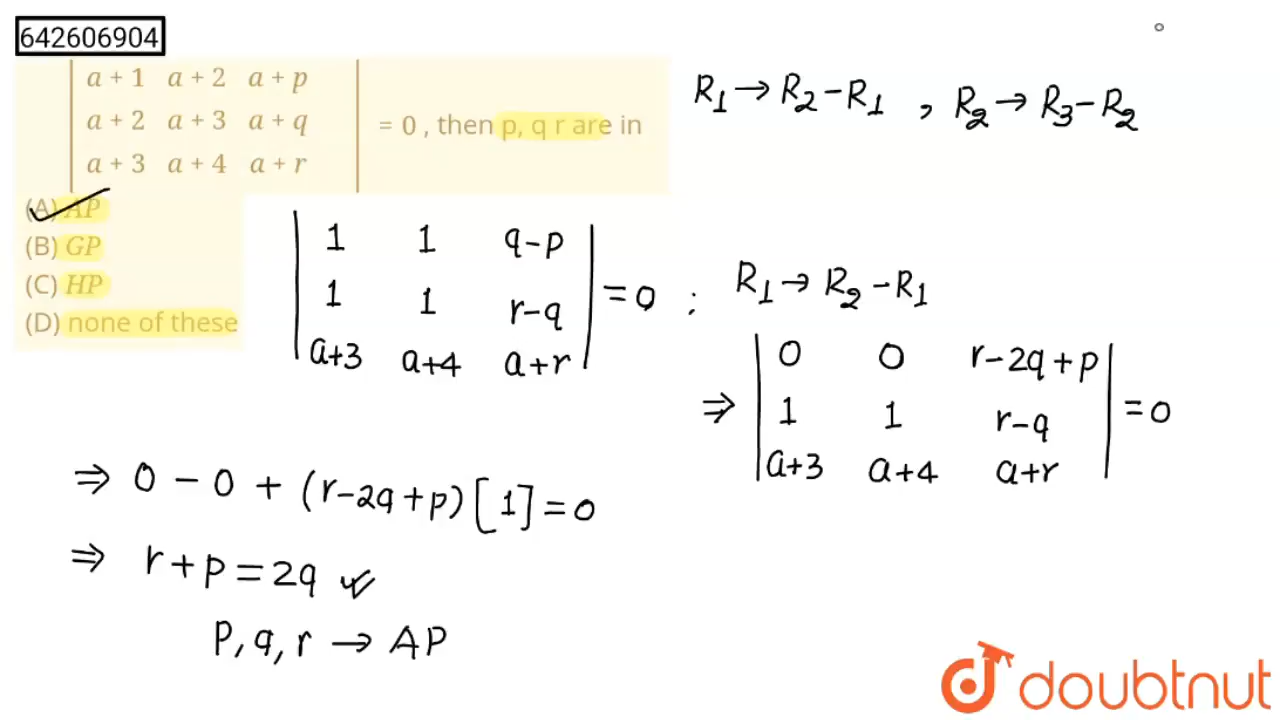 642606904
| a + 1 a + 2 a + p |
| a + 2 a + 3 a + q | = 0 , then p, q r are in
| a + 3 a + 4 a + r |
(A) AP
(B) GP
(C) HP
(D) none of these
R₁ → R₂ – R₁ , R₂ → R₃ – R₂
| 1 1 q-p |
| 1 1 r-q | = 0 ;
| a+3 a+4 a+r |
R₁ → R₂ – R₁
| 0 0 r-2q+p |
⇒ | 1 1 r-q | = 0
| a+3 a+4 a+r |
⇒ 0 – 0 + (r-2q+p) [1] = 0
⇒ r + p = 2q
P, q, r → AP
doubtnut